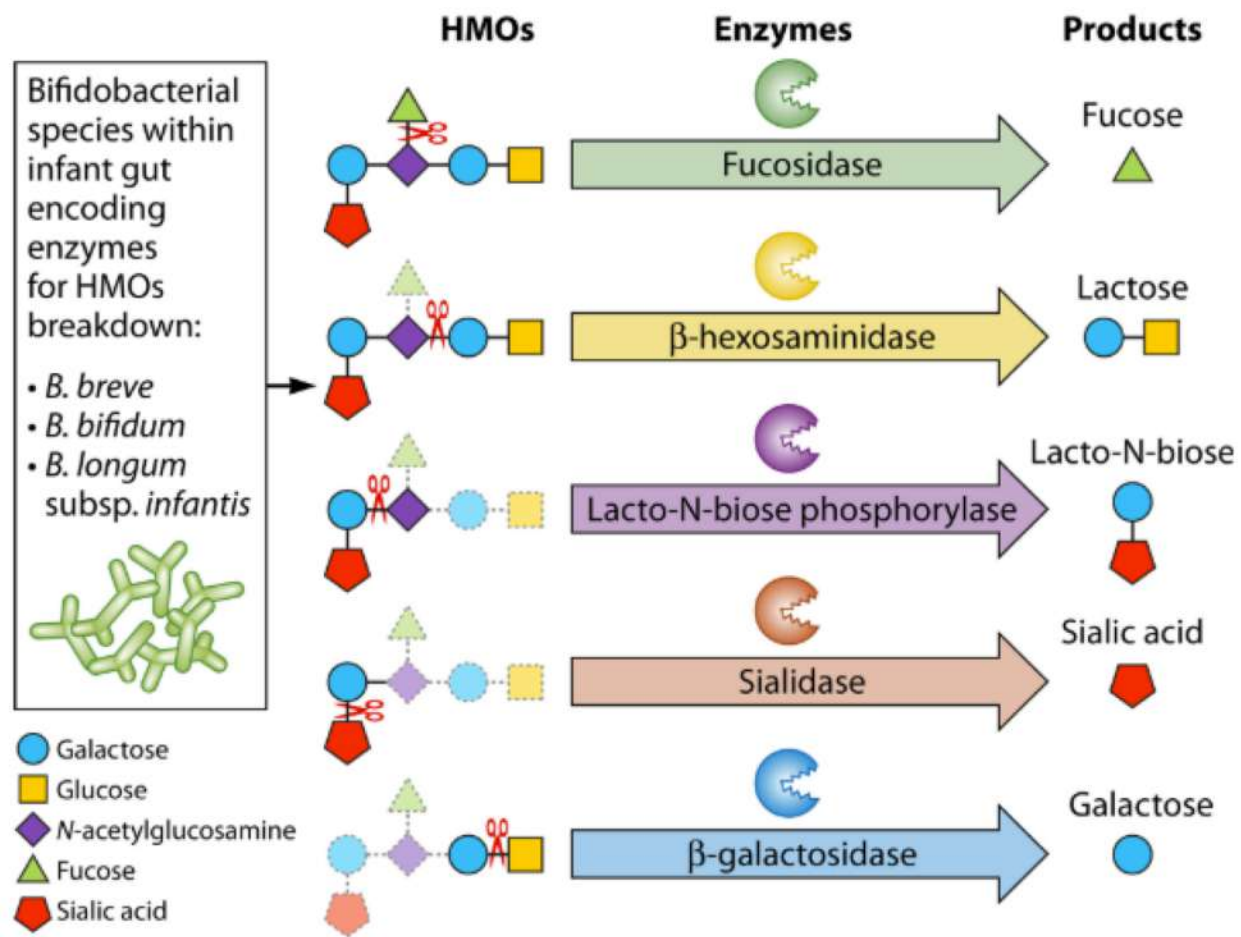 HMOs
Enzymes
Products
Bifidobacterial
species within
infant gut
encoding
enzymes
for HMOs
breakdown:
• B. breve
• B. bifidum
• B. longum
subsp. infantis
Fucosidase
Fucose
β-hexosaminidase
Lactose
Lacto-N-biose phosphorylase
Lacto-N-biose
Sialidase
Sialic acid
β-galactosidase
Galactose
Galactose
Glucose
N-acetylglucosamine
Fucose
Sialic acid